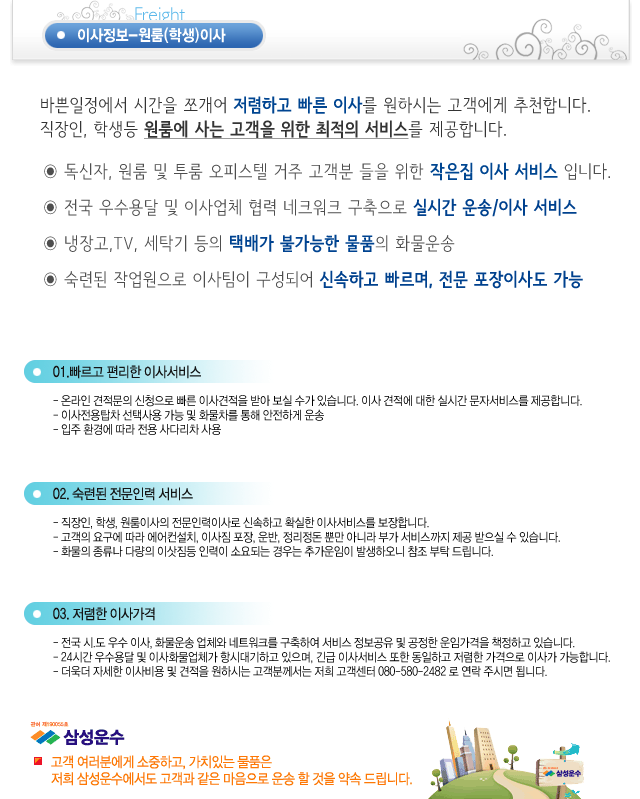 Freight
이사정보-원룸(학생)이사
바쁜일정에서 시간을 쪼개어 저렴하고 빠른 이사를 원하시는 고객에게 추천합니다.
직장인, 학생등 원룸에 사는 고객을 위한 최적의 서비스를 제공합니다.
◉ 독신자, 원룸 및 투룸 오피스텔 거주 고객분 들을 위한 작은집 이사 서비스 입니다.
◉ 전국 우수용달 및 이사업체 협력 네크워크 구축으로 실시간 운송/이사 서비스
◉ 냉장고,TV, 세탁기 등의 택배가 불가능한 물품의 화물운송
◉ 숙련된 작업원으로 이사팀이 구성되어 신속하고 빠르며, 전문 포장이사도 가능
01.빠르고 편리한 이사서비스
- 온라인 견적문의 신청으로 빠른 이사견적을 받아 보실 수가 있습니다. 이사 견적에 대한 실시간 문자서비스를 제공합니다.
- 이사전용탑차 선택사용 가능 및 화물차를 통해 안전하게 운송
- 입주 환경에 따라 전용 사다리차 사용
02. 숙련된 전문인력 서비스
- 직장인, 학생, 원룸이사의 전문인력이사로 신속하고 확실한 이사서비스를 보장합니다.
- 고객의 요구에 따라 에어컨설치, 이사짐 포장, 운반, 정리정돈 뿐만 아니라 부가 서비스까지 제공 받으실 수 있습니다.
- 화물의 종류나 다량의 이삿짐등 인력이 소요되는 경우는 추가운임이 발생하오니 참조 부탁 드립니다.
03. 저렴한 이사가격
- 전국 시.도 우수 이사, 화물운송 업체와 네트워크를 구축하여 서비스 정보공유 및 공정한 운임가격을 책정하고 있습니다.
- 24시간 우수용달 및 이사화물업체가 항시대기하고 있으며, 긴급 이사서비스 또한 동일하고 저렴한 가격으로 이사가 가능합니다.
- 더욱더 자세한 이사비용 및 견적을 원하시는 고객분께서는 저희 고객센터 080-580-2482 로 연락 주시면 됩니다.
삼성운수
고객 여러분에게 소중하고, 가치있는 물품은
저희 삼성운수에서도 고객과 같은 마음으로 운송 할 것을 약속 드립니다.
삼성운수